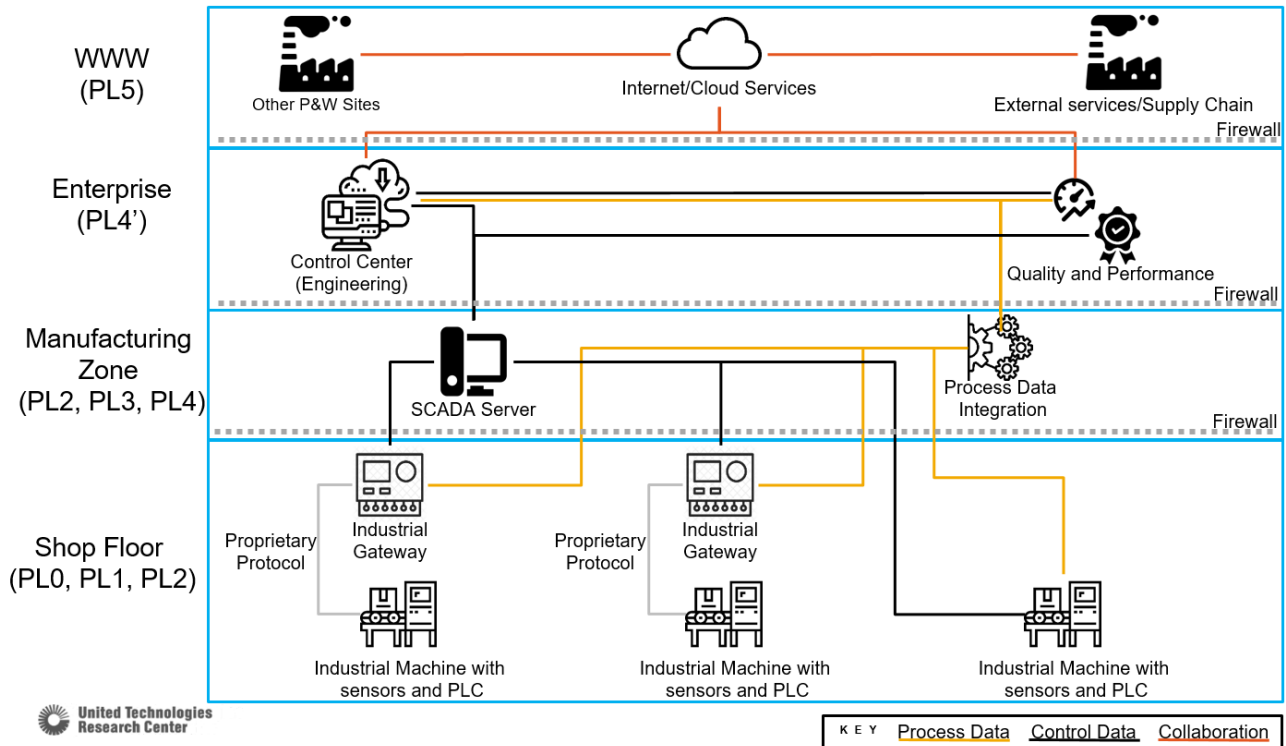 WWW
(PL5)
Other P&W Sites
Internet/Cloud Services
External services/Supply Chain
Firewall
Enterprise
(PL4’)
Control Center
(Engineering)
Quality and Performance
Firewall
Manufacturing
Zone
(PL2, PL3, PL4)
SCADA Server
Process Data
Integration
Firewall
Shop Floor
(PL0, PL1, PL2)
Proprietary
Protocol
Industrial
Gateway
Proprietary
Protocol
Industrial
Gateway
Industrial Machine with
sensors and PLC
Industrial Machine with
sensors and PLC
Industrial Machine with
sensors and PLC
United Technologies
Research Center
KEY Process Data Control Data Collaboration